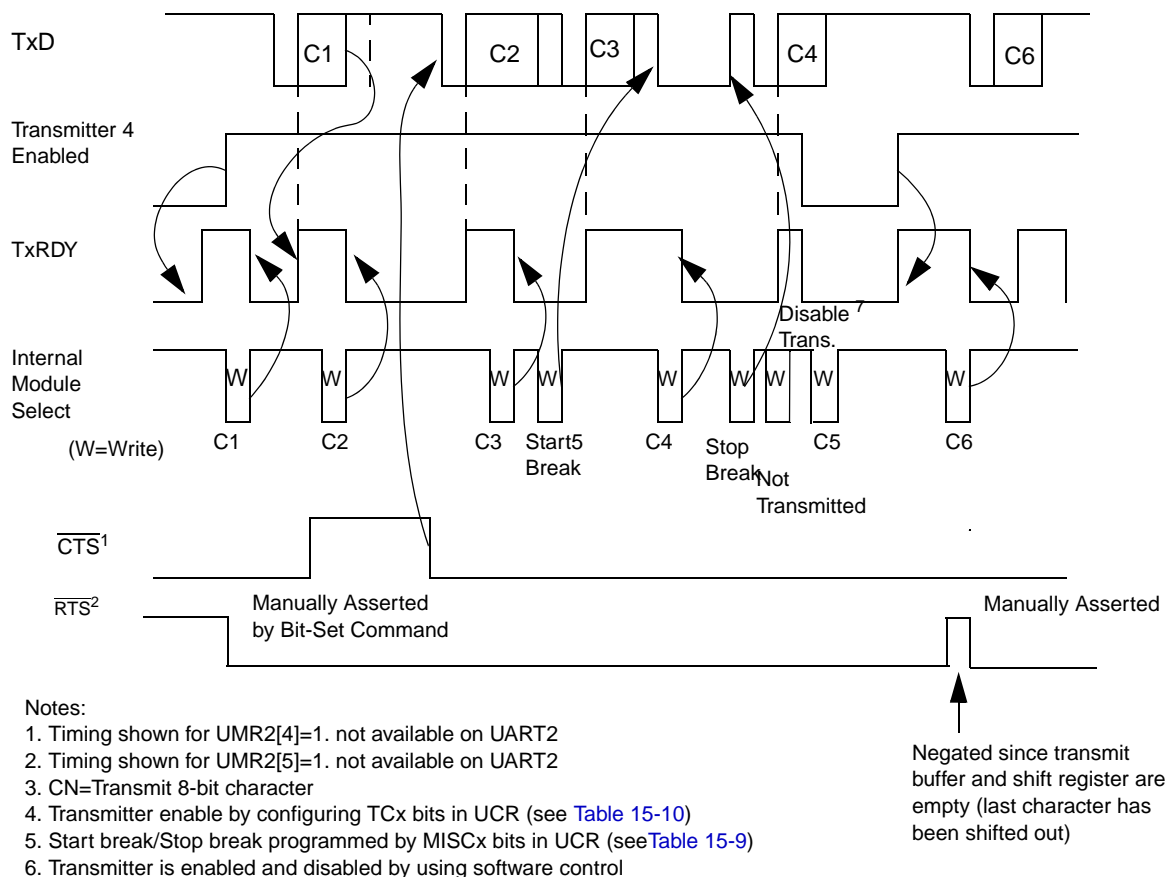 TxD
C1
C2
C3
C4
C6
Transmitter 4
Enabled
TxRDY
Disable 7
Trans.
Internal
Module
Select
W
W
W
W
W
W
W
W
W
(W=Write)
C1
C2
C3
Start5
Break
C4
Stop
Break
Not
Transmitted
C5
C6
CTS1
RTS2
Manually Asserted
by Bit-Set Command
Manually Asserted
Negated since transmit
buffer and shift register are
empty (last character has
been shifted out)
Notes:
1. Timing shown for UMR2[4]=1. not available on UART2
2. Timing shown for UMR2[5]=1. not available on UART2
3. CN=Transmit 8-bit character
4. Transmitter enable by configuring TCx bits in UCR (see Table 15-10)
5. Start break/Stop break programmed by MISCx bits in UCR (seeTable 15-9)
6. Transmitter is enabled and disabled by using software control